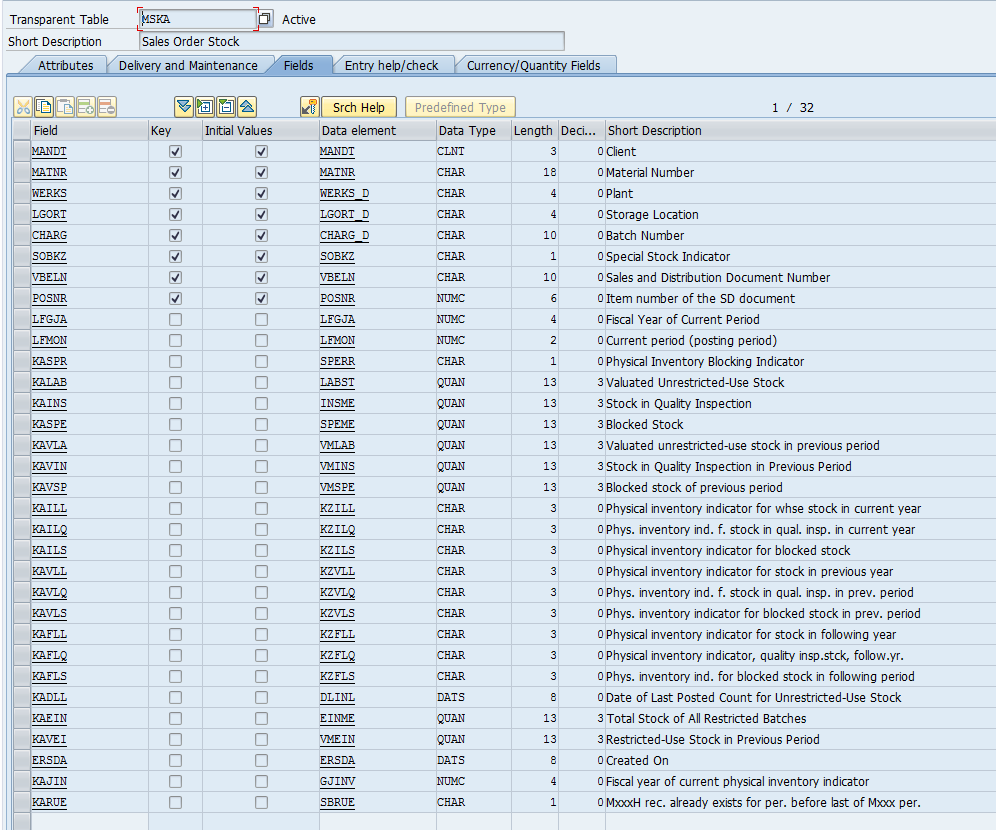 Transparent Table MSKA Active
Short Description Sales Order Stock
Attributes Delivery and Maintenance Fields Entry help/check Currency/Quantity Fields
Srch Help Predefined Type 1 / 32
Field Key Initial Values Data element Data Type Length Deci... Short Description
MANDT MANDT CLNT 3 0 Client
MATNR MATNR CHAR 18 0 Material Number
WERKS WERKS_D CHAR 4 0 Plant
LGORT LGORT_D CHAR 4 0 Storage Location
CHARG CHARG_D CHAR 10 0 Batch Number
SOBKZ SOBKZ CHAR 1 0 Special Stock Indicator
VBELN VBELN CHAR 10 0 Sales and Distribution Document Number
POSNR POSNR NUMC 6 0 Item number of the SD document
LFGJA LFGJA NUMC 4 0 Fiscal Year of Current Period
LFMON LFMON NUMC 2 0 Current period (posting period)
KASPR SPERR CHAR 1 0 Physical Inventory Blocking Indicator
KALAB LABST QUAN 13 3 Valuated Unrestricted-Use Stock
KAINS INSME QUAN 13 3 Stock in Quality Inspection
KASPE SPEME QUAN 13 3 Blocked Stock
KAVLA VMLAB QUAN 13 3 Valuated unrestricted-use stock in previous period
KAVIN VMINS QUAN 13 3 Stock in Quality Inspection in Previous Period
KAVSP VMSPE QUAN 13 3 Blocked stock of previous period
KAILL KZILL CHAR 3 0 Physical inventory indicator for whse stock in current year
KAILQ KZILQ CHAR 3 0 Phys. inventory ind. f. stock in qual. insp. in current year
KAILS KZILS CHAR 3 0 Physical inventory indicator for blocked stock
KAVLL KZVLL CHAR 3 0 Physical inventory indicator for stock in previous year
KAVLQ KZVLQ CHAR 3 0 Phys. inventory ind. f. stock in qual. insp. in prev. period
KAVLS KZVLS CHAR 3 0 Phys. inventory indicator for blocked stock in prev. period
KAFLL KZFLL CHAR 3 0 Physical inventory indicator for stock in following year
KAFLQ KZFLQ CHAR 3 0 Physical inventory indicator, quality insp.stck, follow.yr.
KAFLS KZFLS CHAR 3 0 Phys. inventory ind. for blocked stock in following period
KADLL DLINL DATS 8 0 Date of Last Posted Count for Unrestricted-Use Stock
KAEIN EINME QUAN 13 3 Total Stock of All Restricted Batches
KAVEI VMEIN QUAN 13 3 Restricted-Use Stock in Previous Period
ERSDA ERSDA DATS 8 0 Created On
KAJIN GJINV NUMC 4 0 Fiscal year of current physical inventory indicator
KARUE SBRUE CHAR 1 0 MxxxH rec. already exists for per. before last of Mxxx per.